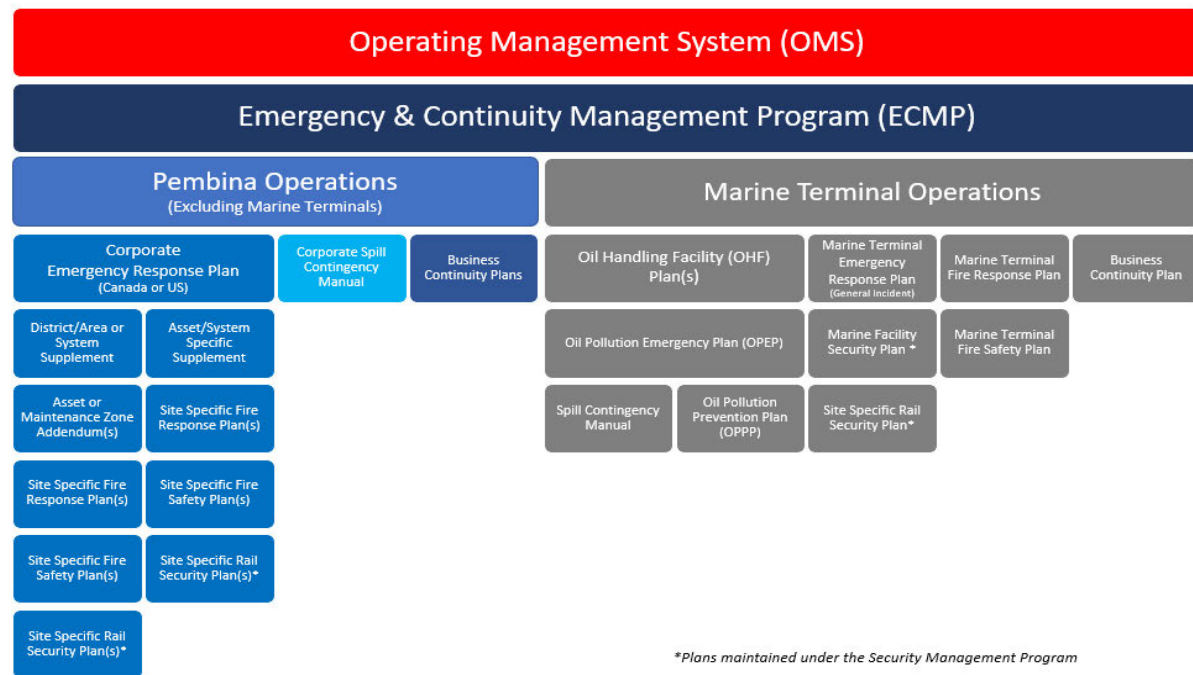 Operating Management System (OMS)
Emergency & Continuity Management Program (ECMP)
Pembina Operations
(Excluding Marine Terminals)
Marine Terminal Operations
Corporate
Emergency Response Plan
(Canada or US)
Corporate Spill
Contingency
Manual
Business
Continuity Plans
Oil Handling Facility (OHF)
Plan(s)
Marine Terminal
Emergency
Response Plan
(General Incident)
Marine Terminal
Fire Response Plan
Business
Continuity Plan
District/Area or
System
Supplement
Asset/System
Specific
Supplement
Oil Pollution Emergency Plan (OPEP)
Marine Facility
Security Plan *
Marine Terminal
Fire Safety Plan
Asset or
Maintenance Zone
Addendum(s)
Site Specific Fire
Response Plan(s)
Spill Contingency
Manual
Oil Pollution
Prevention Plan
(OPPP)
Site Specific Rail
Security Plan*
Site Specific Fire
Response Plan(s)
Site Specific Fire
Safety Plan(s)
Site Specific Fire
Safety Plan(s)
Site Specific Rail
Security Plan(s)*
Site Specific Rail
Security Plan(s)*
*Plans maintained under the Security Management Program